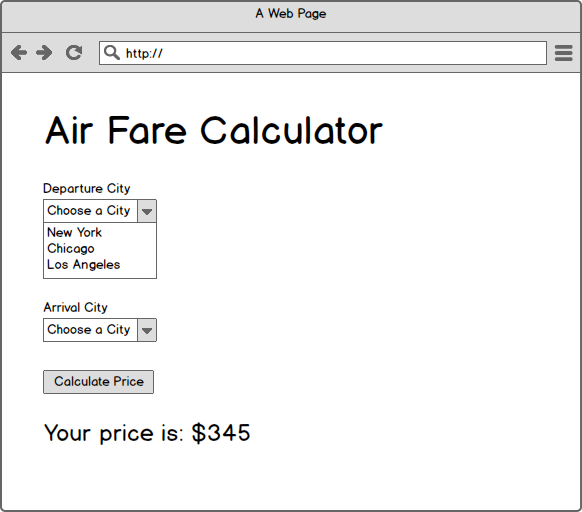 A Web Page
http://
Air Fare Calculator
Departure City
Choose a City
New York
Chicago
Los Angeles
Arrival City
Choose a City
Calculate Price
Your price is: $345